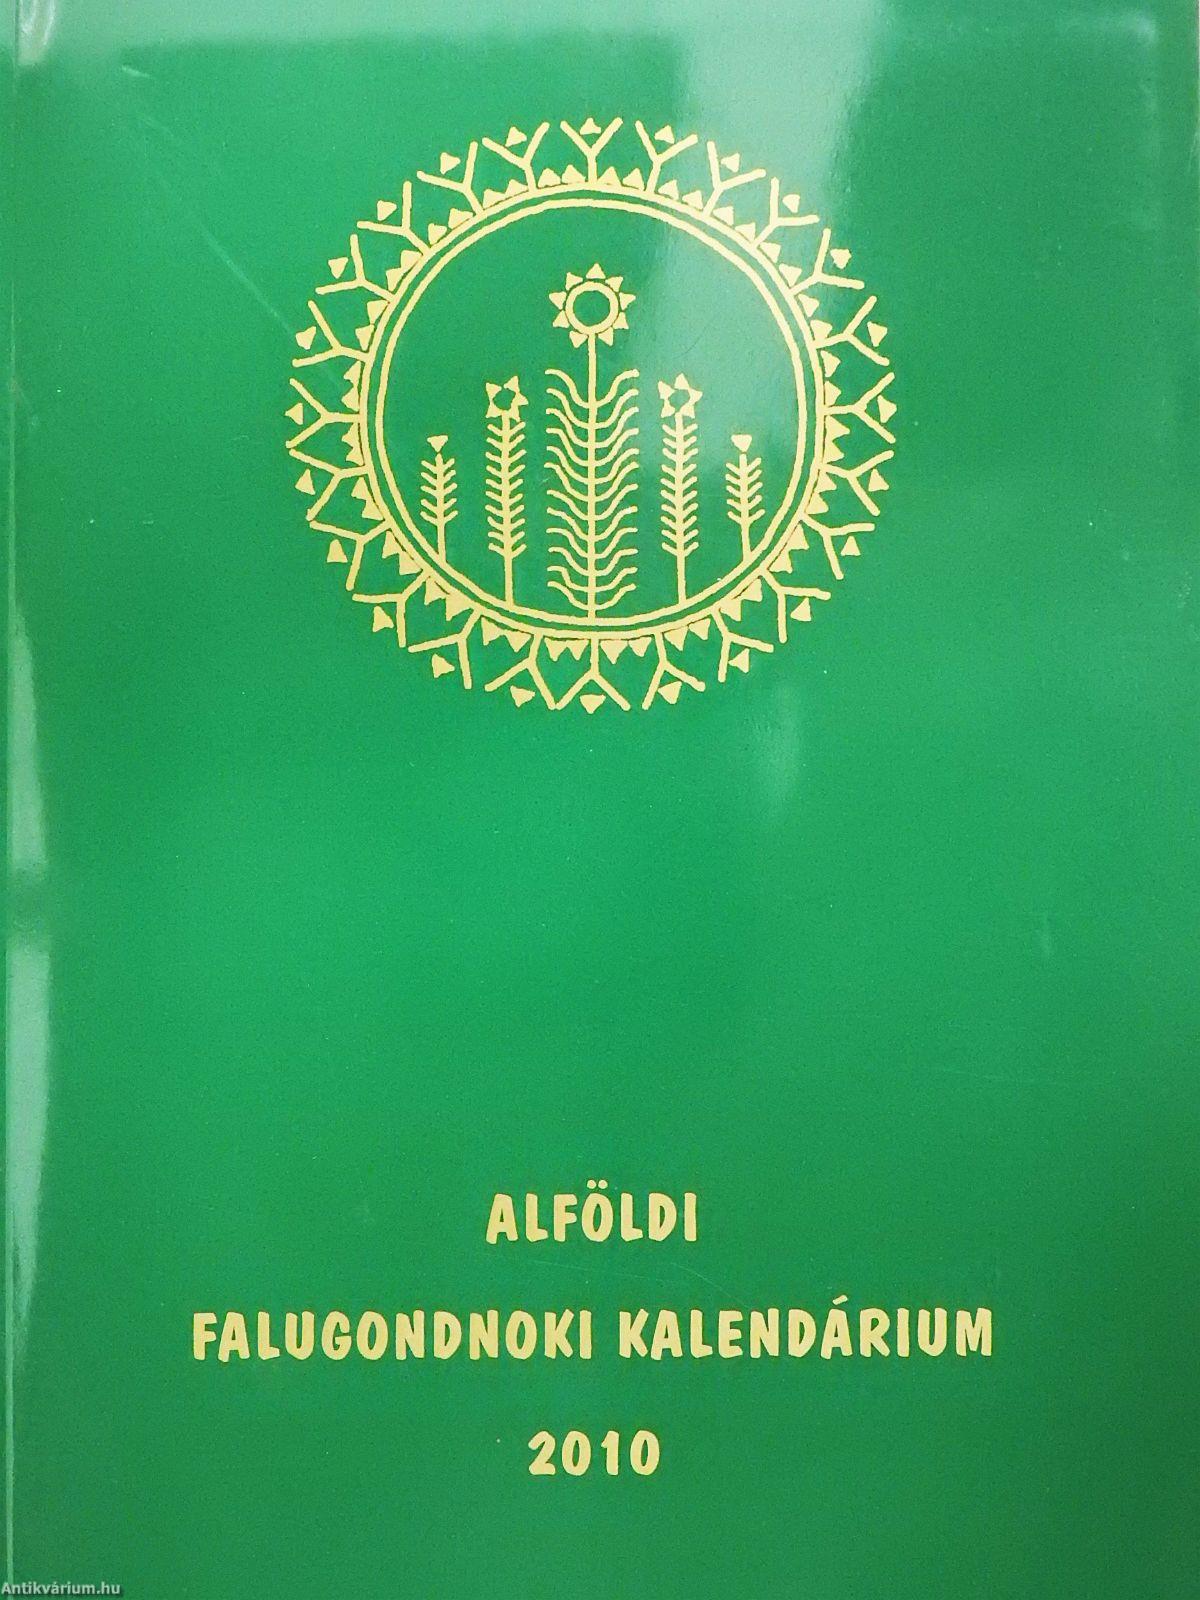 ALFÖLDI
FALUGONDNOKI KALENDÁRIUM
2010
Antikvárium.hu